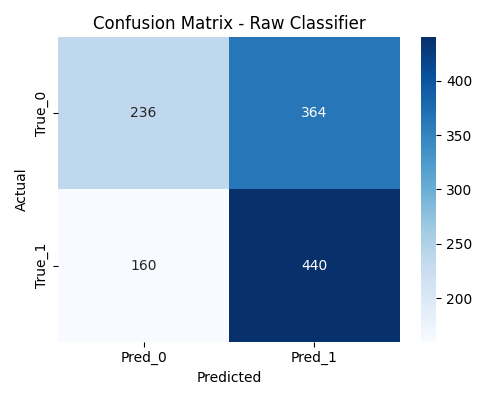 Confusion Matrix - Raw Classifier
True_0
236
364
400
350
300
250
200
Actual
True_1
160
440
Pred_0
Pred_1
Predicted